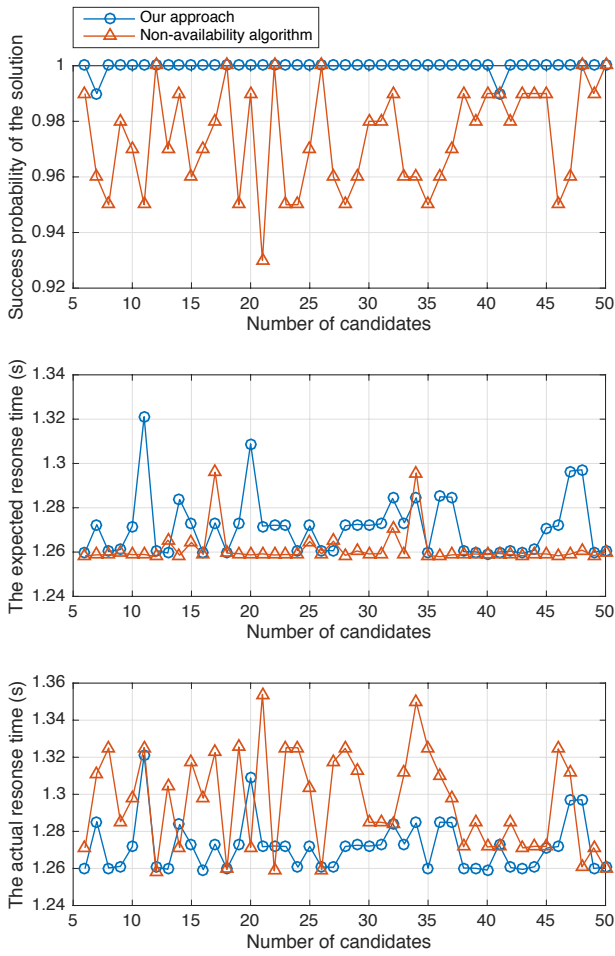 Our approach
Non-availability algorithm
Success probability of the solution
1
0.98
0.96
0.94
0.92
5 10 15 20 25 30 35 40 45 50
Number of candidates
The expected resonse time (s)
1.34
1.32
1.3
1.28
1.26
1.24
5 10 15 20 25 30 35 40 45 50
Number of candidates
The actual resonse time (s)
1.36
1.34
1.32
1.3
1.28
1.26
1.24
5 10 15 20 25 30 35 40 45 50
Number of candidates